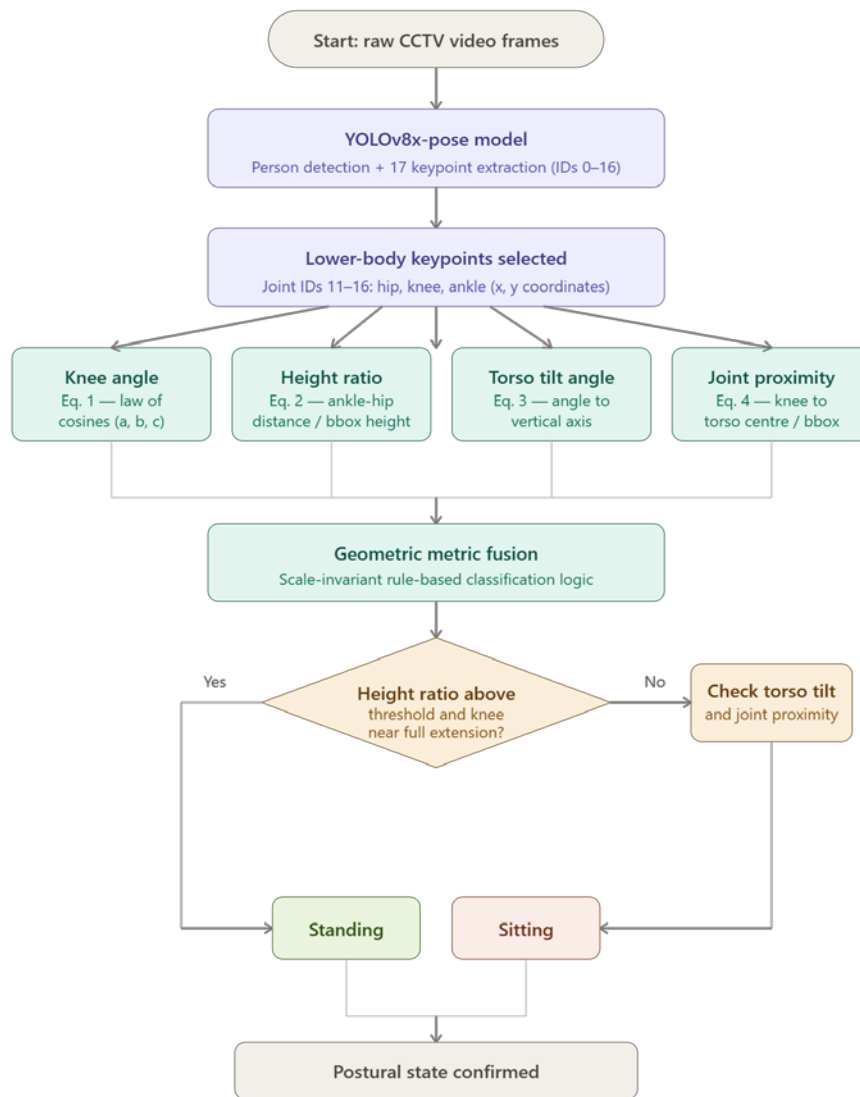 Start: raw CCTV video frames
YOLOv8x-pose model
Person detection + 17 keypoint extraction (IDs 0–16)
Lower-body keypoints selected
Joint IDs 11–16: hip, knee, ankle (x, y coordinates)
Knee angle
Eq. 1 — law of
cosines (a, b, c)
Height ratio
Eq. 2 — ankle-hip
distance / bbox height
Torso tilt angle
Eq. 3 — angle to
vertical axis
Joint proximity
Eq. 4 — knee to
torso centre / bbox
Geometric metric fusion
Scale-invariant rule-based classification logic
Yes
Height ratio above
threshold and knee
near full extension?
No
Check torso tilt
and joint proximity
Standing
Sitting
Postural state confirmed